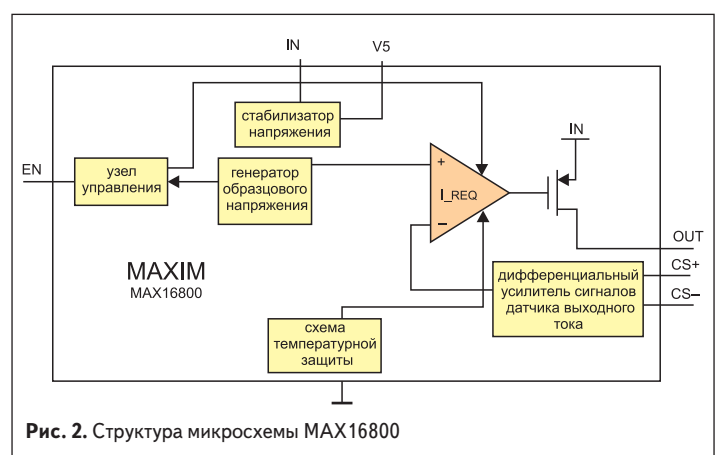 IN
V5
стабилизатор
напряжения
EN
узел
управления
генератор
образцового
напряжения
+
I_REQ
–
IN
OUT
CS+
CS–
дифференциальный
усилитель сигналов
датчика выходного
тока
MAXIM
MAX16800
схема
температурной
защиты
Рис. 2. Структура микросхемы MAX16800